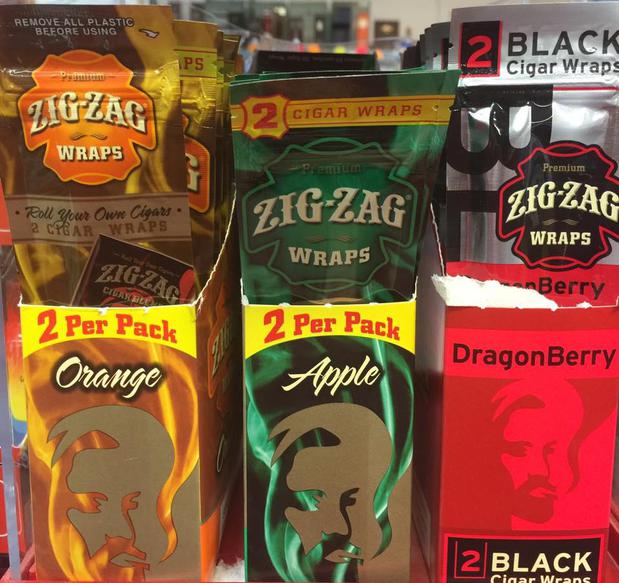 REMOVE ALL PLASTIC
BEFORE USING
Premium
ZIG-ZAG
WRAPS
Roll Your Own Cigars
2 CIGAR WRAPS
ZIG-ZAG
2 Per Pack
Orange
PS
2 CIGAR WRAPS
Premium
ZIG-ZAG
WRAPS
2 Per Pack
Apple
2 BLACK
Cigar Wraps
Premium
ZIG-ZAG
WRAPS
Berry
DragonBerry
2 BLACK
Cigar Wraps